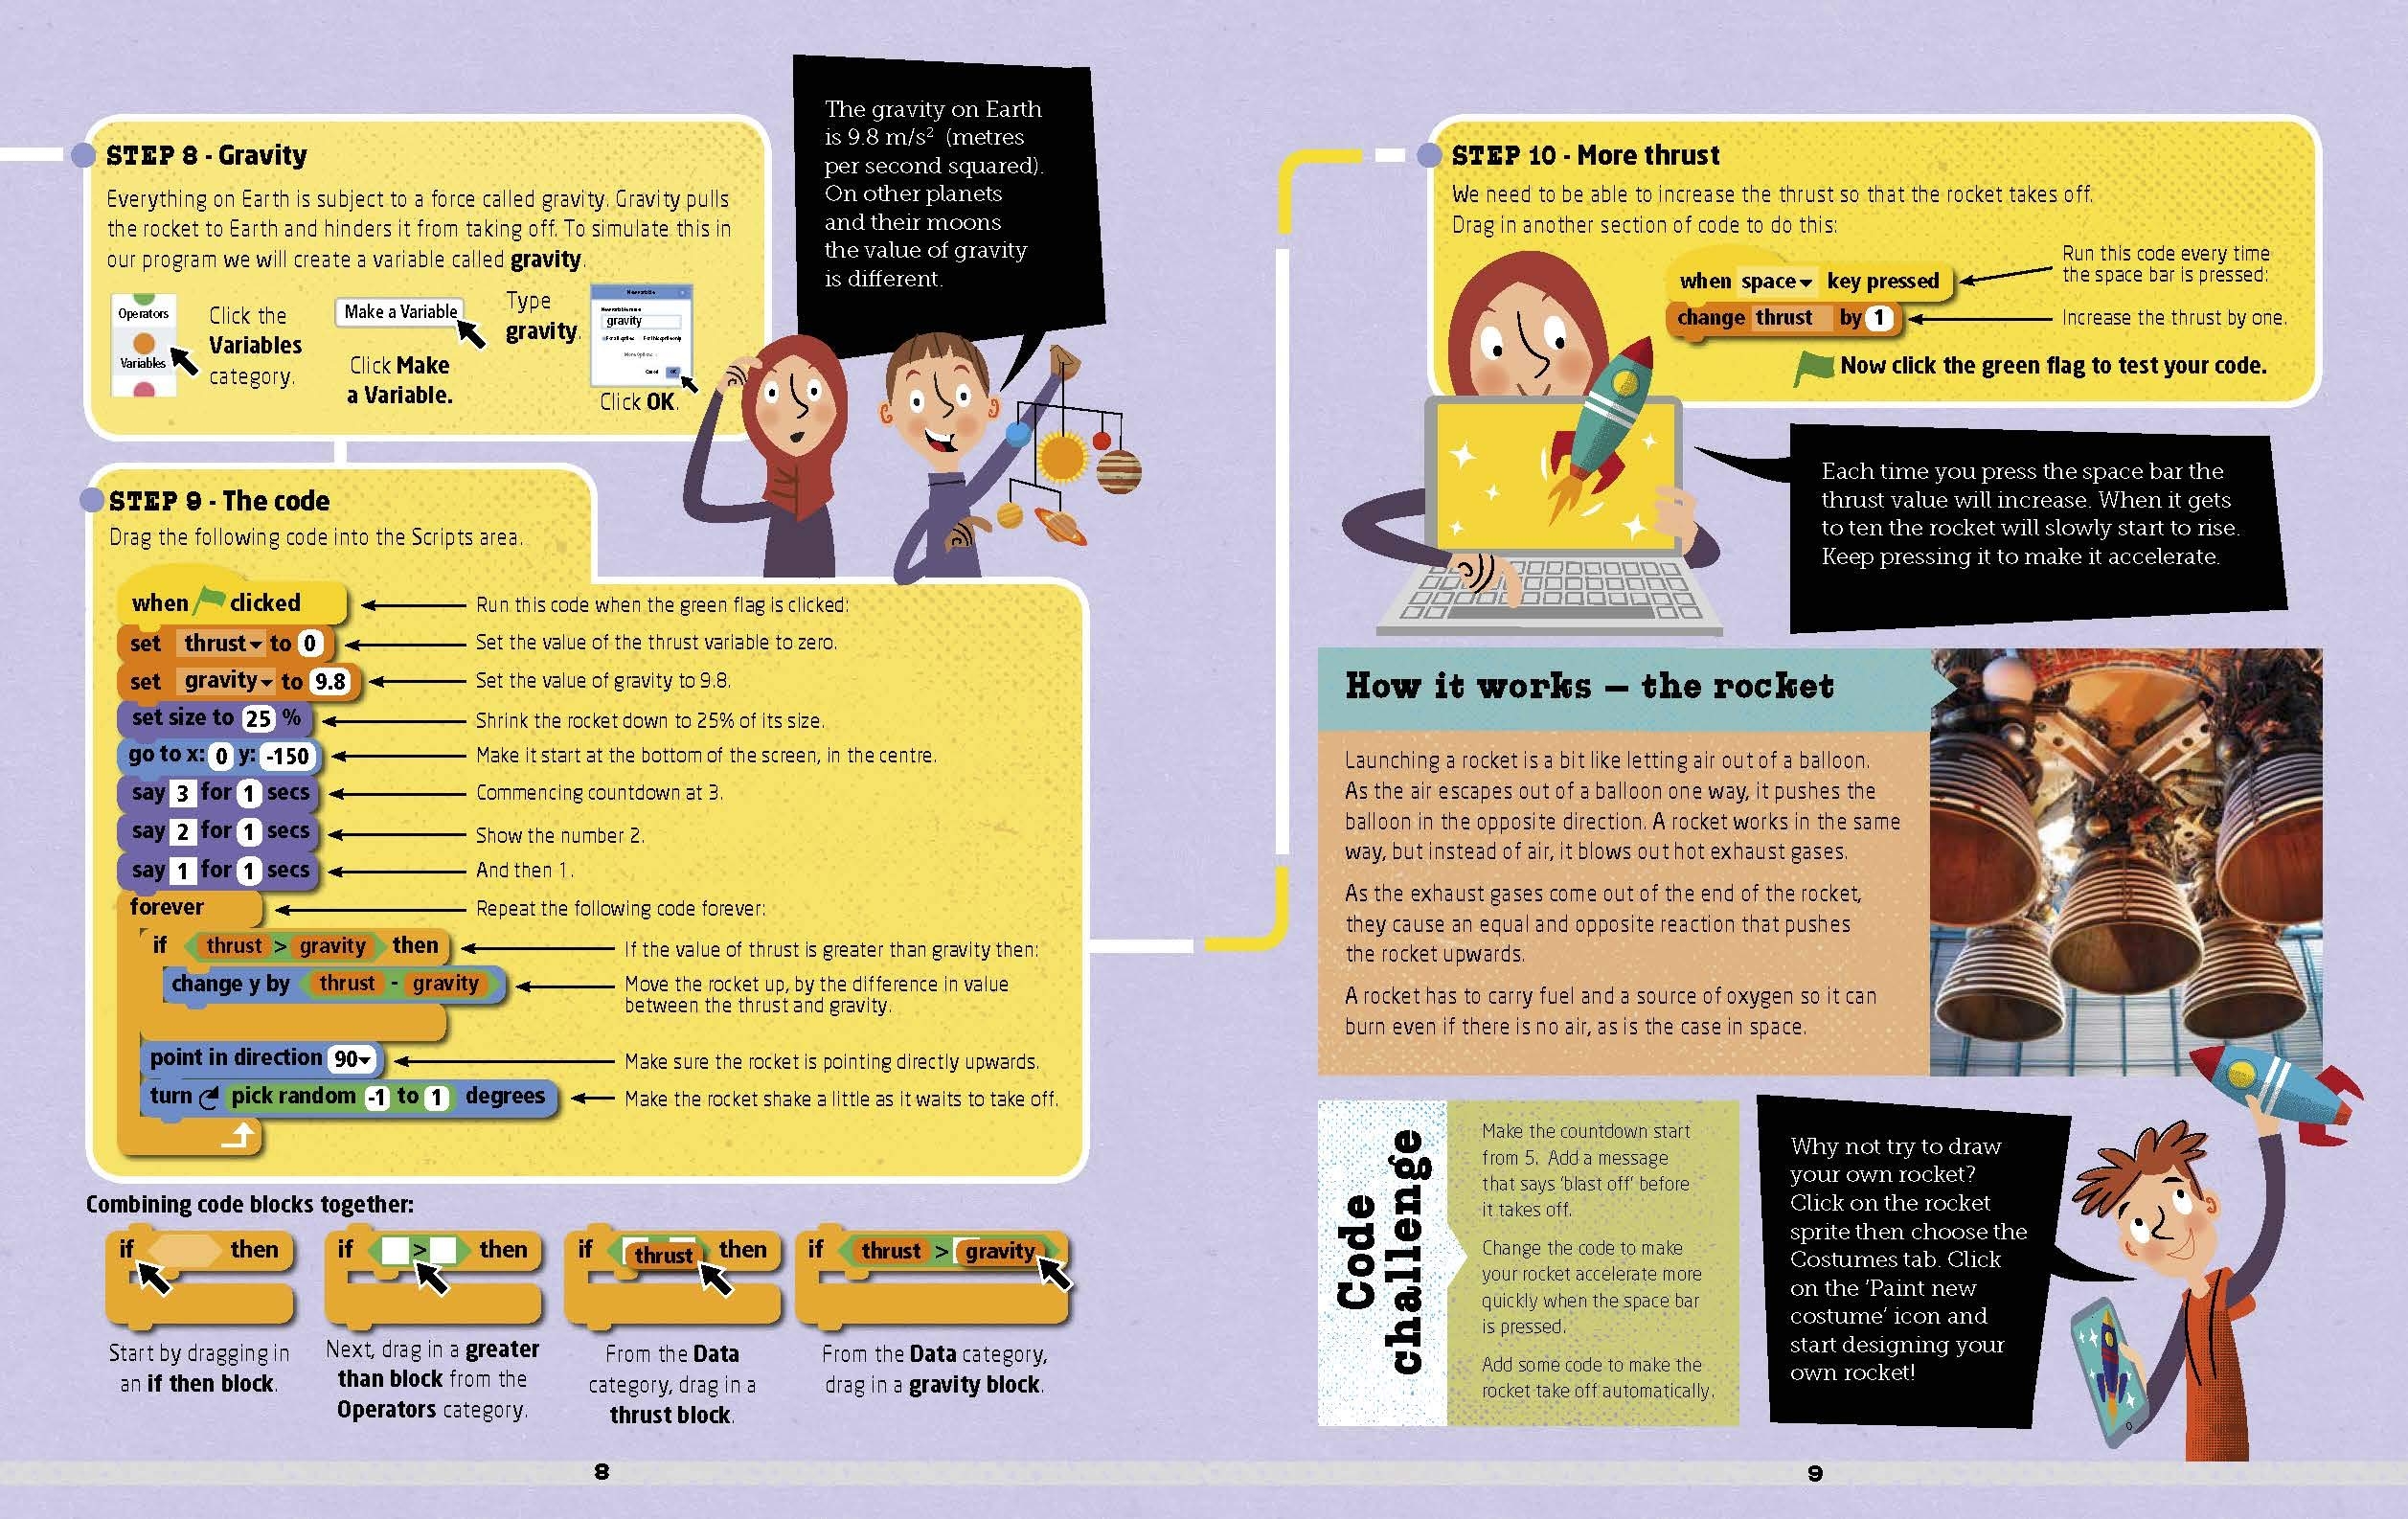 STEP 8 - Gravity
Everything on Earth is subject to a force called gravity. Gravity pulls
the rocket to Earth and hinders it from taking off. To simulate this in
our program we will create a variable called gravity.
Operators
Variables
Click the
Variables
category.
Make a Variable
Click Make
a Variable.
Type
gravity.
gravity
Click OK.
The gravity on Earth
is 9.8 m/s² (metres
per second squared).
On other planets
and their moons
the value of gravity
is different.
STEP 9 - The code
Drag the following code into the Scripts area.
when clicked
Run this code when the green flag is clicked:
set thrust to 0
Set the value of the thrust variable to zero.
set gravity to 9.8
Set the value of gravity to 9.8.
set size to 25 %
Shrink the rocket down to 25% of its size.
go to x: 0 y: -150
Make it start at the bottom of the screen, in the centre.
say 3 for 1 secs
Commencing countdown at 3.
say 2 for 1 secs
Show the number 2.
say 1 for 1 secs
And then 1.
forever
Repeat the following code forever:
if thrust > gravity then
If the value of thrust is greater than gravity then:
change y by thrust - gravity
Move the rocket up, by the difference in value
between the thrust and gravity.
point in direction 90
Make sure the rocket is pointing directly upwards.
turn pick random -1 to 1 degrees
Make the rocket shake a little as it waits to take off.
Combining code blocks together:
if then
Start by dragging in
an if then block.
if > then
Next, drag in a greater
than block from the
Operators category.
if thrust then
From the Data
category, drag in a
thrust block.
if thrust > gravity
From the Data category,
drag in a gravity block.
8
STEP 10 - More thrust
We need to be able to increase the thrust so that the rocket takes off.
Drag in another section of code to do this:
when space key pressed
Run this code every time
the space bar is pressed:
change thrust by 1
Increase the thrust by one.
Now click the green flag to test your code.
Each time you press the space bar the
thrust value will increase. When it gets
to ten the rocket will slowly start to rise.
Keep pressing it to make it accelerate.
How it works – the rocket
Launching a rocket is a bit like letting air out of a balloon.
As the air escapes out of a balloon one way, it pushes the
balloon in the opposite direction. A rocket works in the same
way, but instead of air, it blows out hot exhaust gases.
As the exhaust gases come out of the end of the rocket,
they cause an equal and opposite reaction that pushes
the rocket upwards.
A rocket has to carry fuel and a source of oxygen so it can
burn even if there is no air, as is the case in space.
Code
challenge
Make the countdown start
from 5. Add a message
that says 'blast off' before
it takes off.
Change the code to make
your rocket accelerate more
quickly when the space bar
is pressed.
Add some code to make the
rocket take off automatically.
Why not try to draw
your own rocket?
Click on the rocket
sprite then choose the
Costumes tab. Click
on the 'Paint new
costume' icon and
start designing your
own rocket!
9